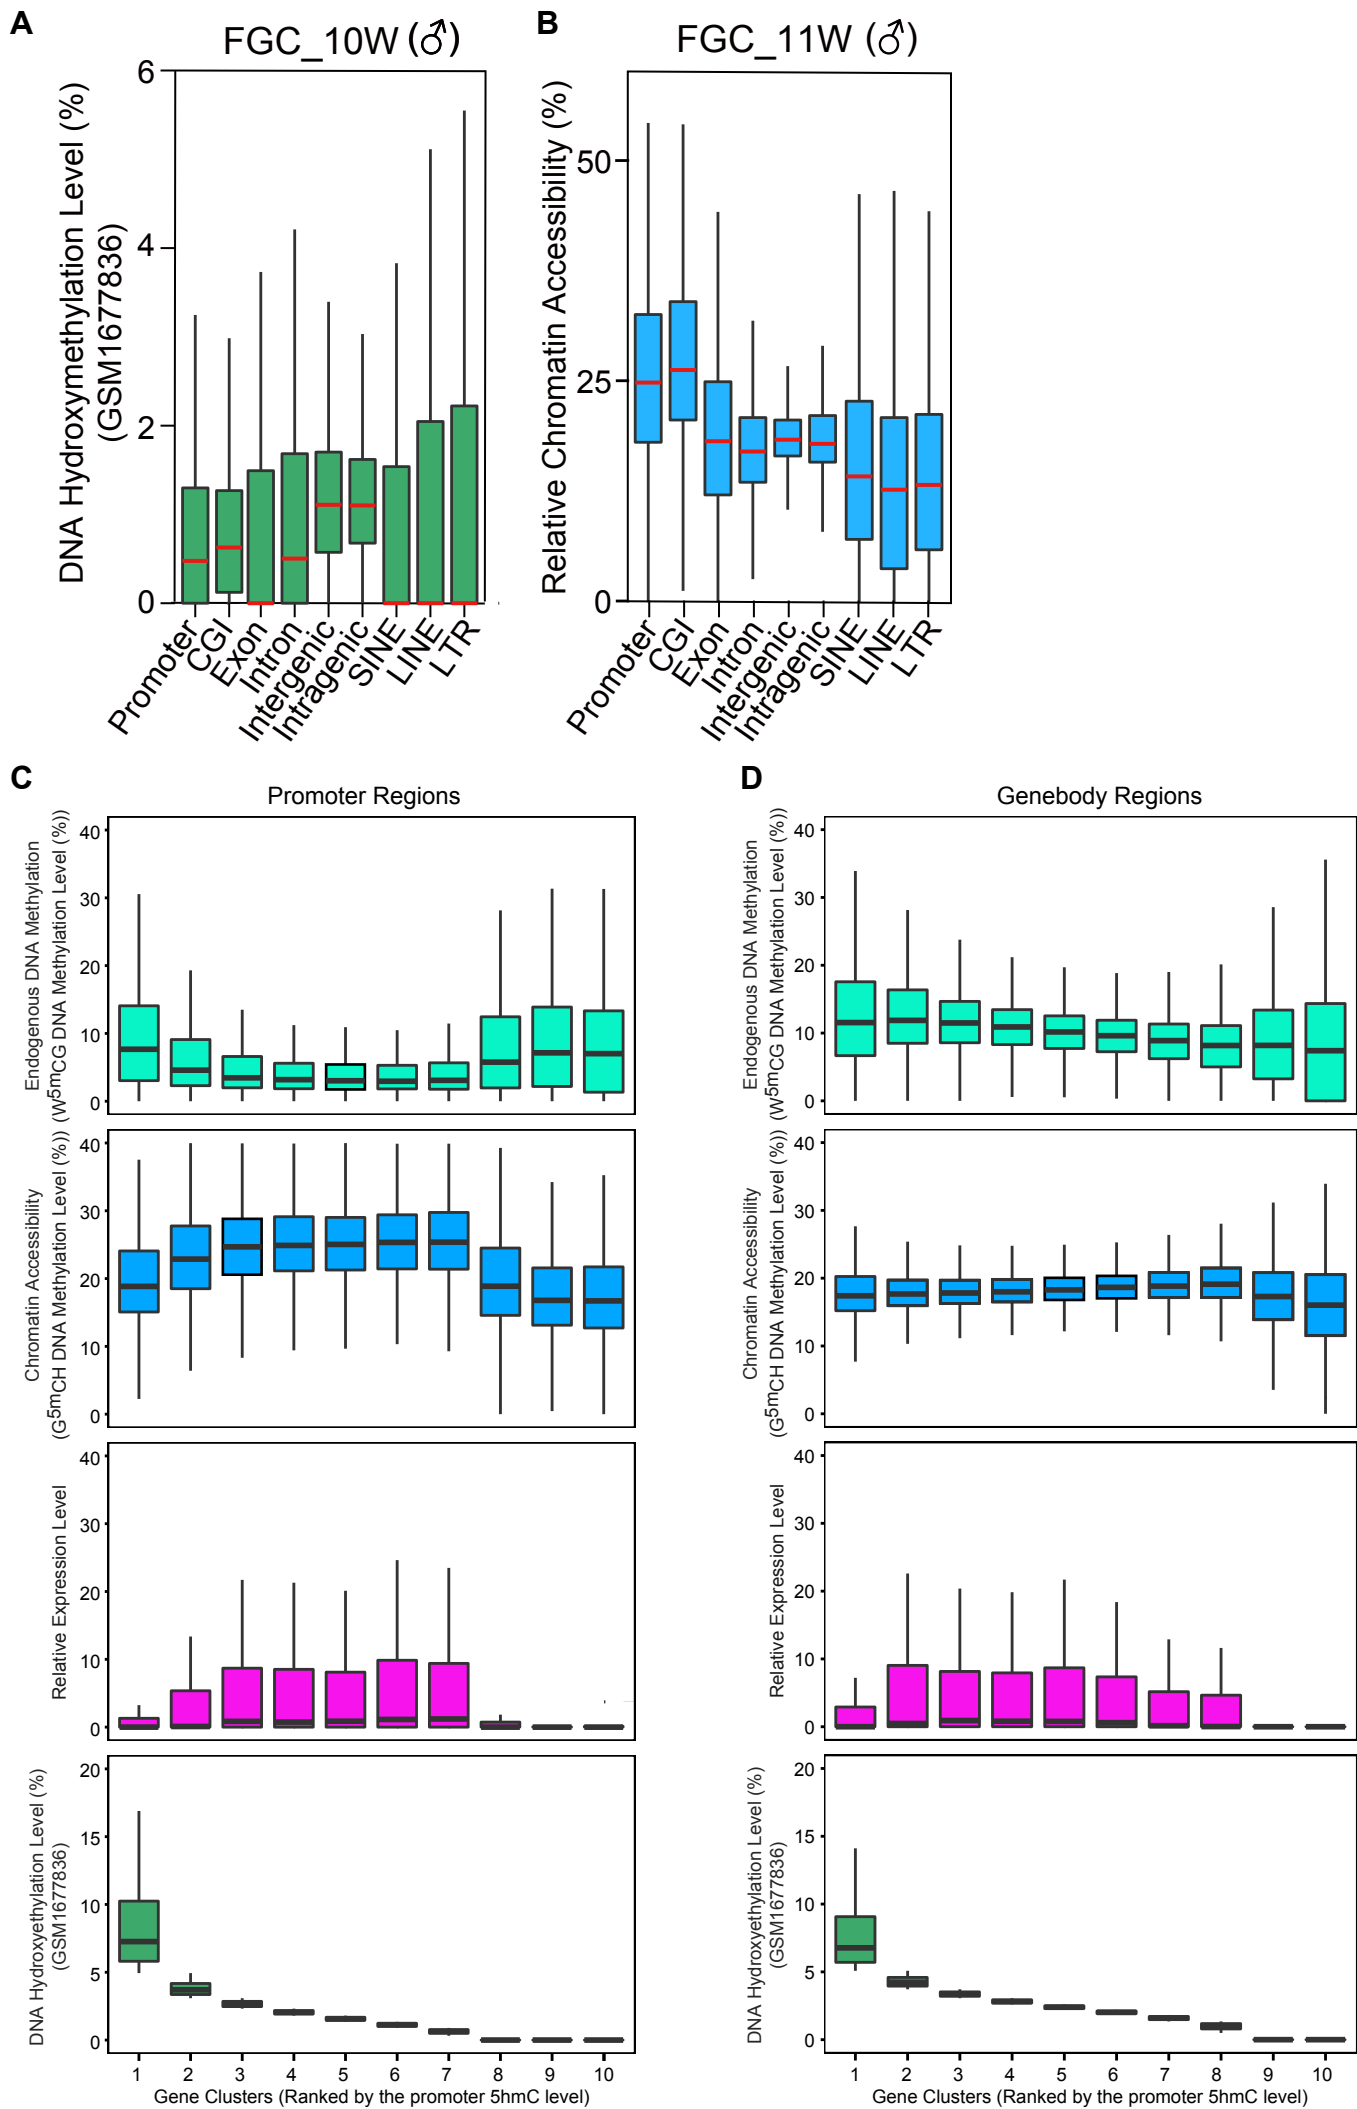 A
FGC_10W (♂)
DNA Hydroxymethylation Level (%)
(GSM1677836)
6
4
2
0
Promoter
CGI
Exon
Intron
Intergenic
Intragenic
SINE
LINE
LTR
B
FGC_11W (♂)
Relative Chromatin Accessibility (%)
50
25
0
Promoter
CGI
Exon
Intron
Intergenic
Intragenic
SINE
LINE
LTR
C
Promoter Regions
Endogenous DNA Methylation
(W5mCG DNA Methylation Level (%))
40
30
20
10
0
Chromatin Accessibility
(G5mCH DNA Methylation Level (%))
40
30
20
10
0
Relative Expression Level
40
30
20
10
0
DNA Hydroxyethylation Level (%)
(GSM1677836)
20
15
10
5
0
1 2 3 4 5 6 7 8 9 10
Gene Clusters (Ranked by the promoter 5hmC level)
D
Genebody Regions
Endogenous DNA Methylation
(W5mCG DNA Methylation Level (%))
40
30
20
10
0
Chromatin Accessibility
(G5mCH DNA Methylation Level (%))
40
30
20
10
0
Relative Expression Level
40
30
20
10
0
DNA Hydroxyethylation Level (%)
(GSM1677836)
20
15
10
5
0
1 2 3 4 5 6 7 8 9 10
Gene Clusters (Ranked by the promoter 5hmC level)